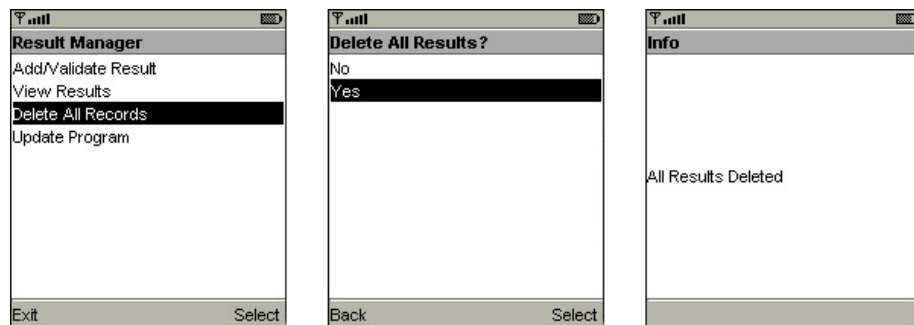 Result Manager
Add/Validate Result
View Results
Delete All Records
Update Program
Exit Select
Delete All Results?
No
Yes
Back Select
Info
All Results Deleted